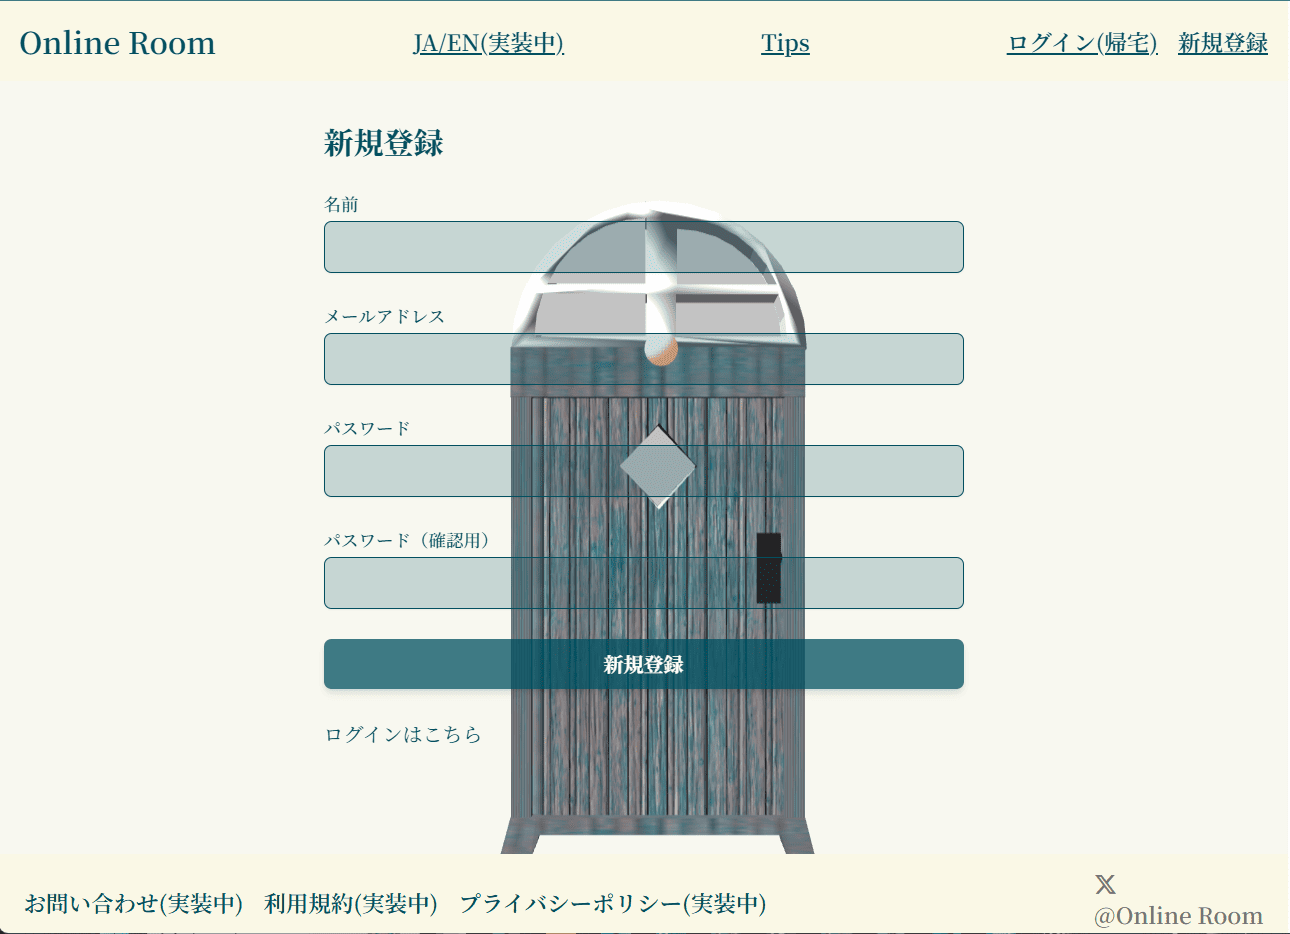 Online Room JA/EN(実装中) Tips ログイン(帰宅) 新規登録
新規登録
名前
メールアドレス
パスワード
パスワード（確認用）
新規登録
ログインはこちら
お問い合わせ(実装中) 利用規約(実装中) プライバシーポリシー(実装中)
@Online Room